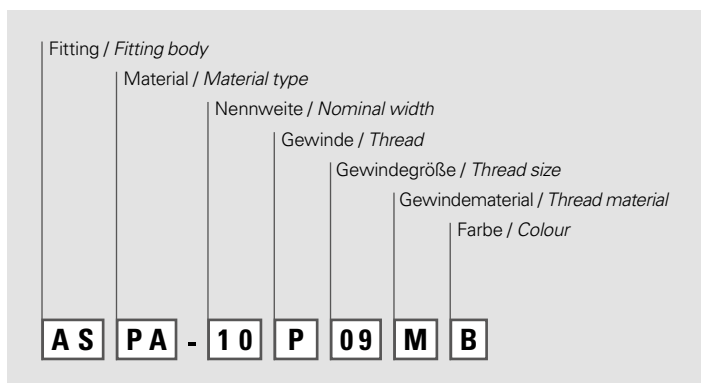 Fitting / Fitting body
Material / Material type
Nennweite / Nominal width
Gewinde / Thread
Gewindegröße / Thread size
Gewindematerial / Thread material
Farbe / Colour
AS PA - 10 P 09 M B